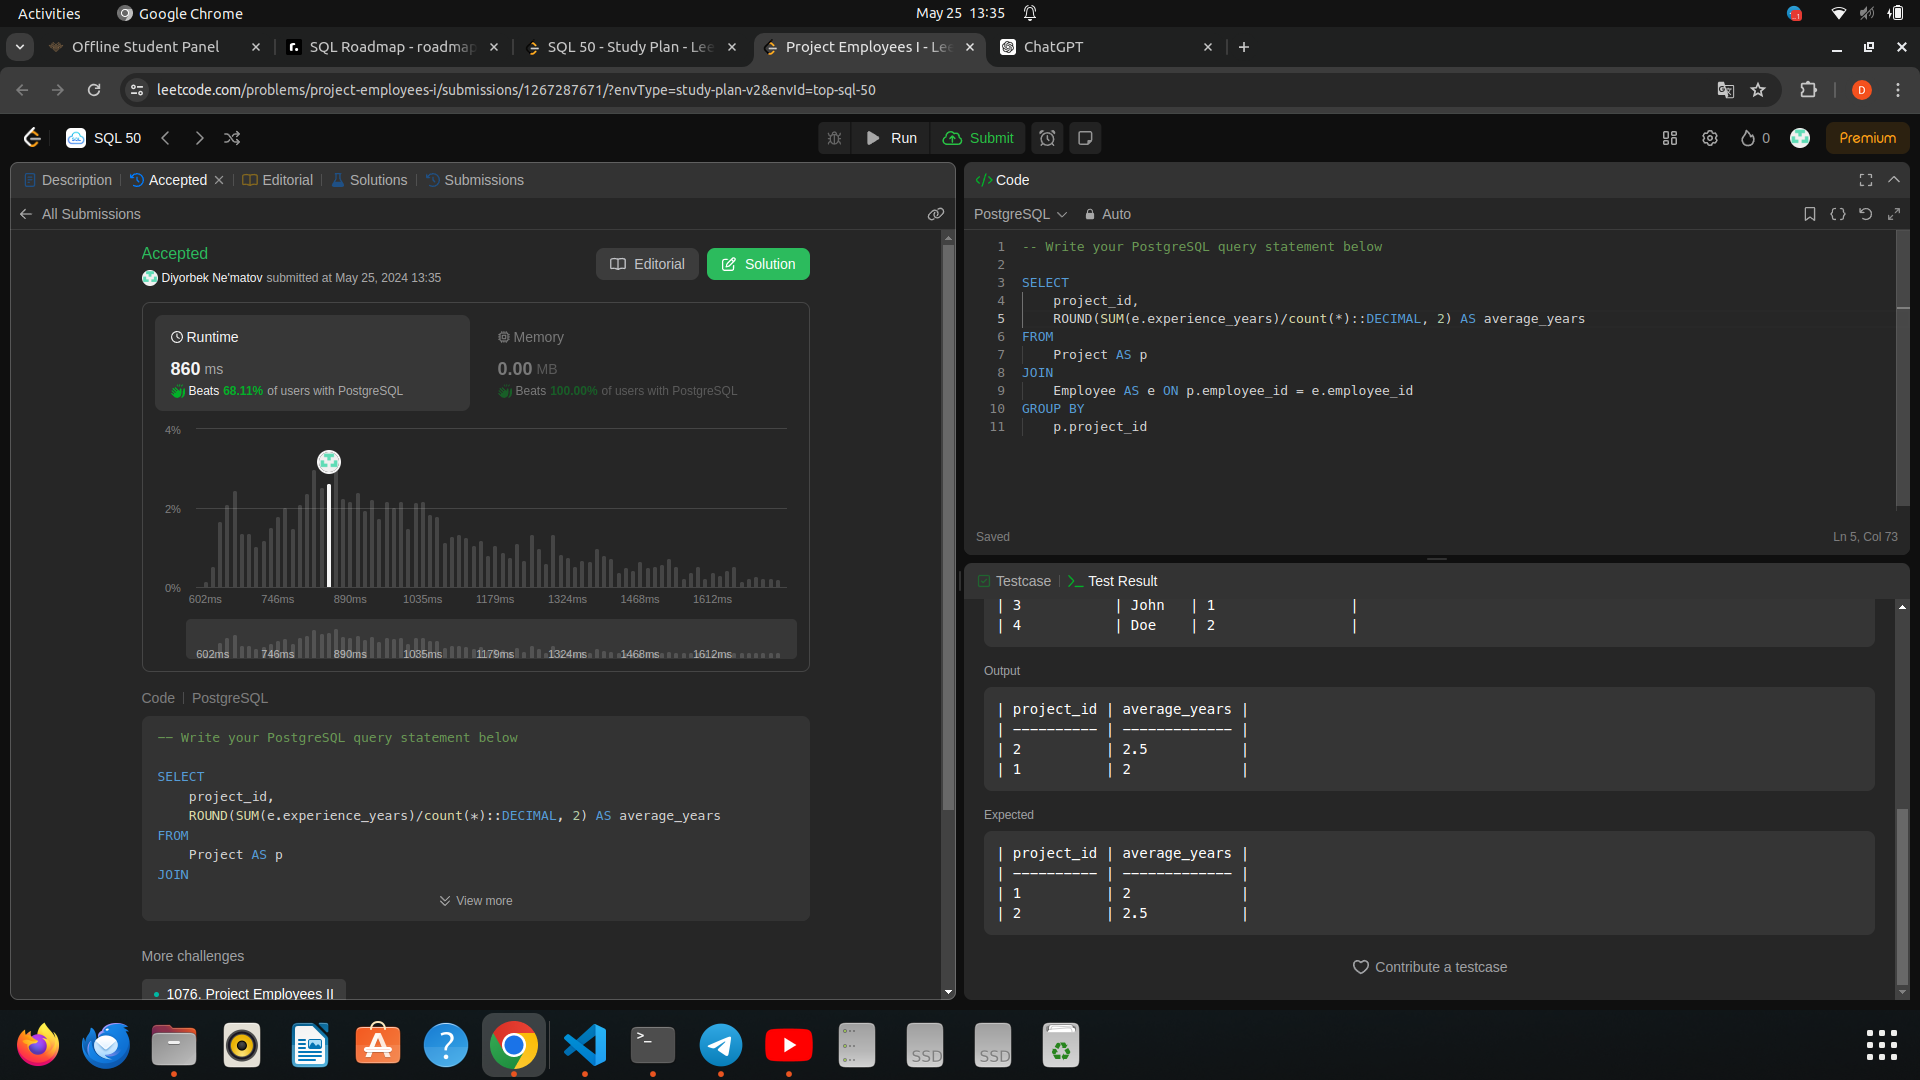 Activities
Google Chrome
May 25 13:35
Offline Student Panel
SQL Roadmap - roadmap
SQL 50 - Study Plan - Lee
Project Employees I - Lee
ChatGPT
leetcode.com/problems/project-employees-i/submissions/1267287671/?envType=study-plan-v2&envId=top-sql-50
D
SQL 50
Run
Submit
0
Premium
Description
Accepted
Editorial
Solutions
Submissions
All Submissions
Accepted
Diyorbek Ne'matov submitted at May 25, 2024 13:35
Editorial
Solution
Runtime
860 ms
Beats 68.11% of users with PostgreSQL
Memory
0.00 MB
Beats 100.00% of users with PostgreSQL
4%
2%
0%
602ms 746ms 890ms 1035ms 1179ms 1324ms 1468ms 1612ms
602ms 746ms 890ms 1035ms 1179ms 1324ms 1468ms 1612ms
Code | PostgreSQL
-- Write your PostgreSQL query statement below
SELECT
project_id,
ROUND(SUM(e.experience_years)/count(*)::DECIMAL, 2) AS average_years
FROM
Project AS p
JOIN
View more
More challenges
1076. Project Employees II
</> Code
PostgreSQL
Auto
1 -- Write your PostgreSQL query statement below
2
3 SELECT
4 project_id,
5 ROUND(SUM(e.experience_years)/count(*)::DECIMAL, 2) AS average_years
6 FROM
7 Project AS p
8 JOIN
9 Employee AS e ON p.employee_id = e.employee_id
10 GROUP BY
11 p.project_id
Saved
Ln 5, Col 73
Testcase
Test Result
| 3 | John | 1 |
| 4 | Doe | 2 |
Output
| project_id | average_years |
| ---------- | ------------- |
| 2 | 2.5 |
| 1 | 2 |
Expected
| project_id | average_years |
| ---------- | ------------- |
| 1 | 2 |
| 2 | 2.5 |
Contribute a testcase
SSD
SSD